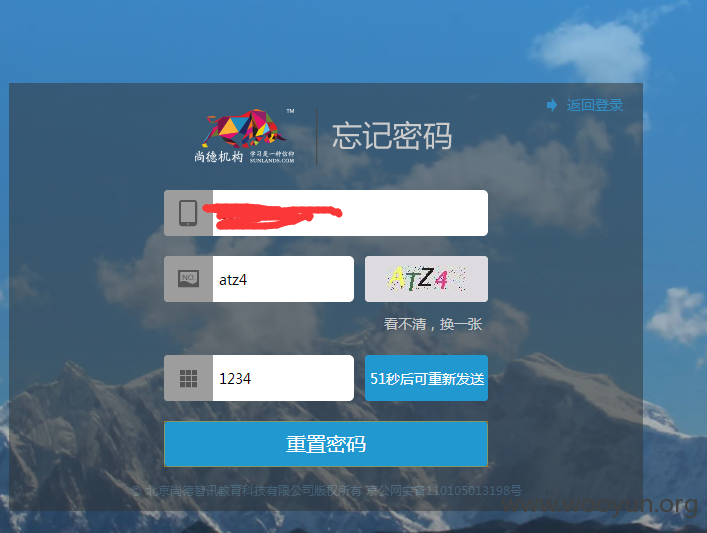 返回登录
TM
尚德机构 学习是一种信仰
SUNLANDS.COM
忘记密码
NO.
atz4
ATZ4
看不清，换一张
1234
51秒后可重新发送
重置密码
© 北京尚德智讯教育科技有限公司版权所有 京公网安备110105013198号